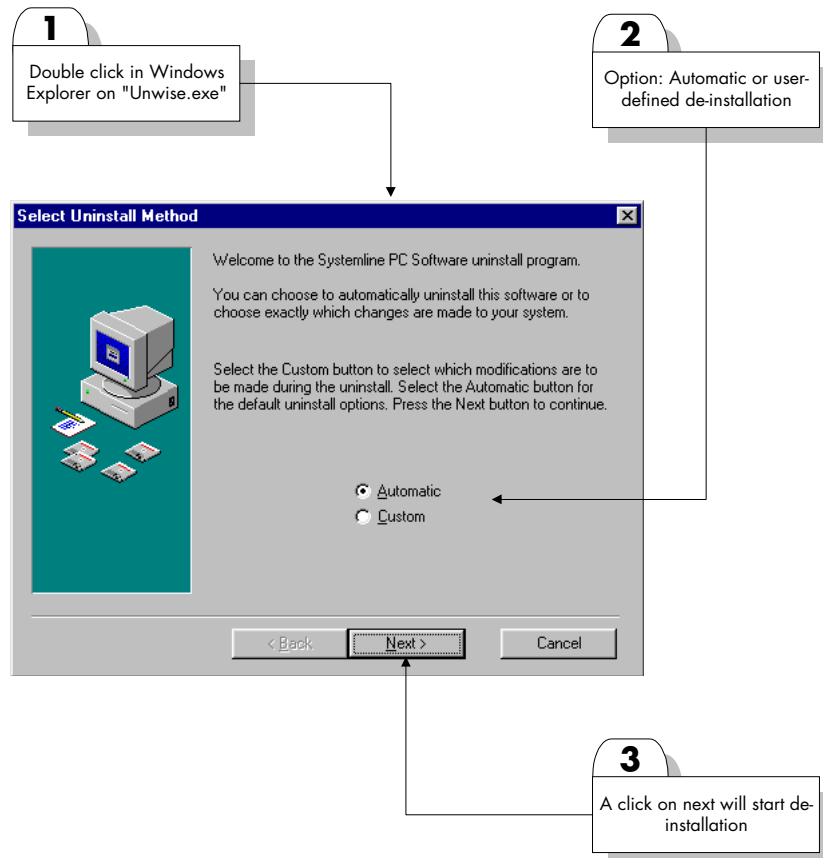 1
Double click in Windows
Explorer on "Unwise.exe"
2
Option: Automatic or user-
defined de-installation
Select Uninstall Method
Welcome to the Systemline PC Software uninstall program.
You can choose to automatically uninstall this software or to
choose exactly which changes are made to your system.
Select the Custom button to select which modifications are to
be made during the uninstall. Select the Automatic button for
the default uninstall options. Press the Next button to continue.
Automatic
Custom
< Back
Next >
Cancel
3
A click on next will start de-
installation